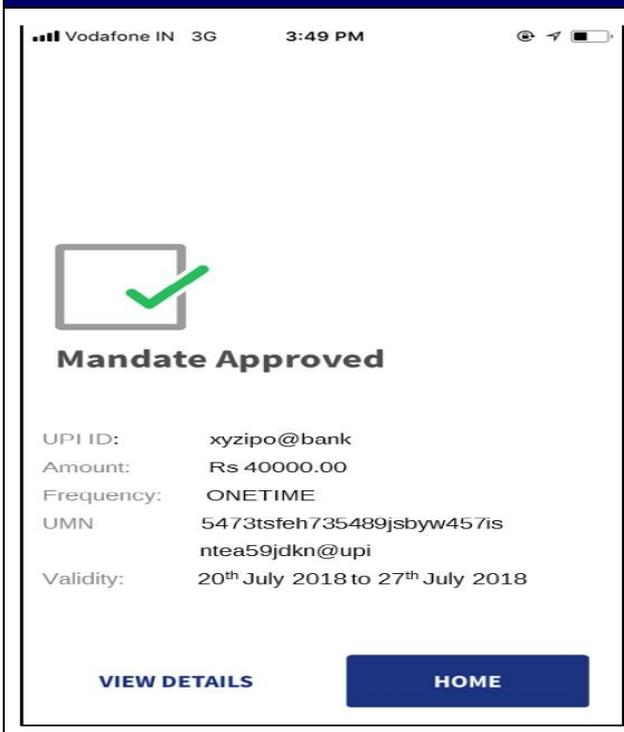 Vodafone IN 3G 3:49 PM
Mandate Approved
UPI ID: xyzipo@bank
Amount: Rs 40000.00
Frequency: ONETIME
UMN 5473tsfeh735489jsbyw457is
ntea59jdkn@upi
Validity: 20th July 2018 to 27th July 2018
VIEW DETAILS HOME